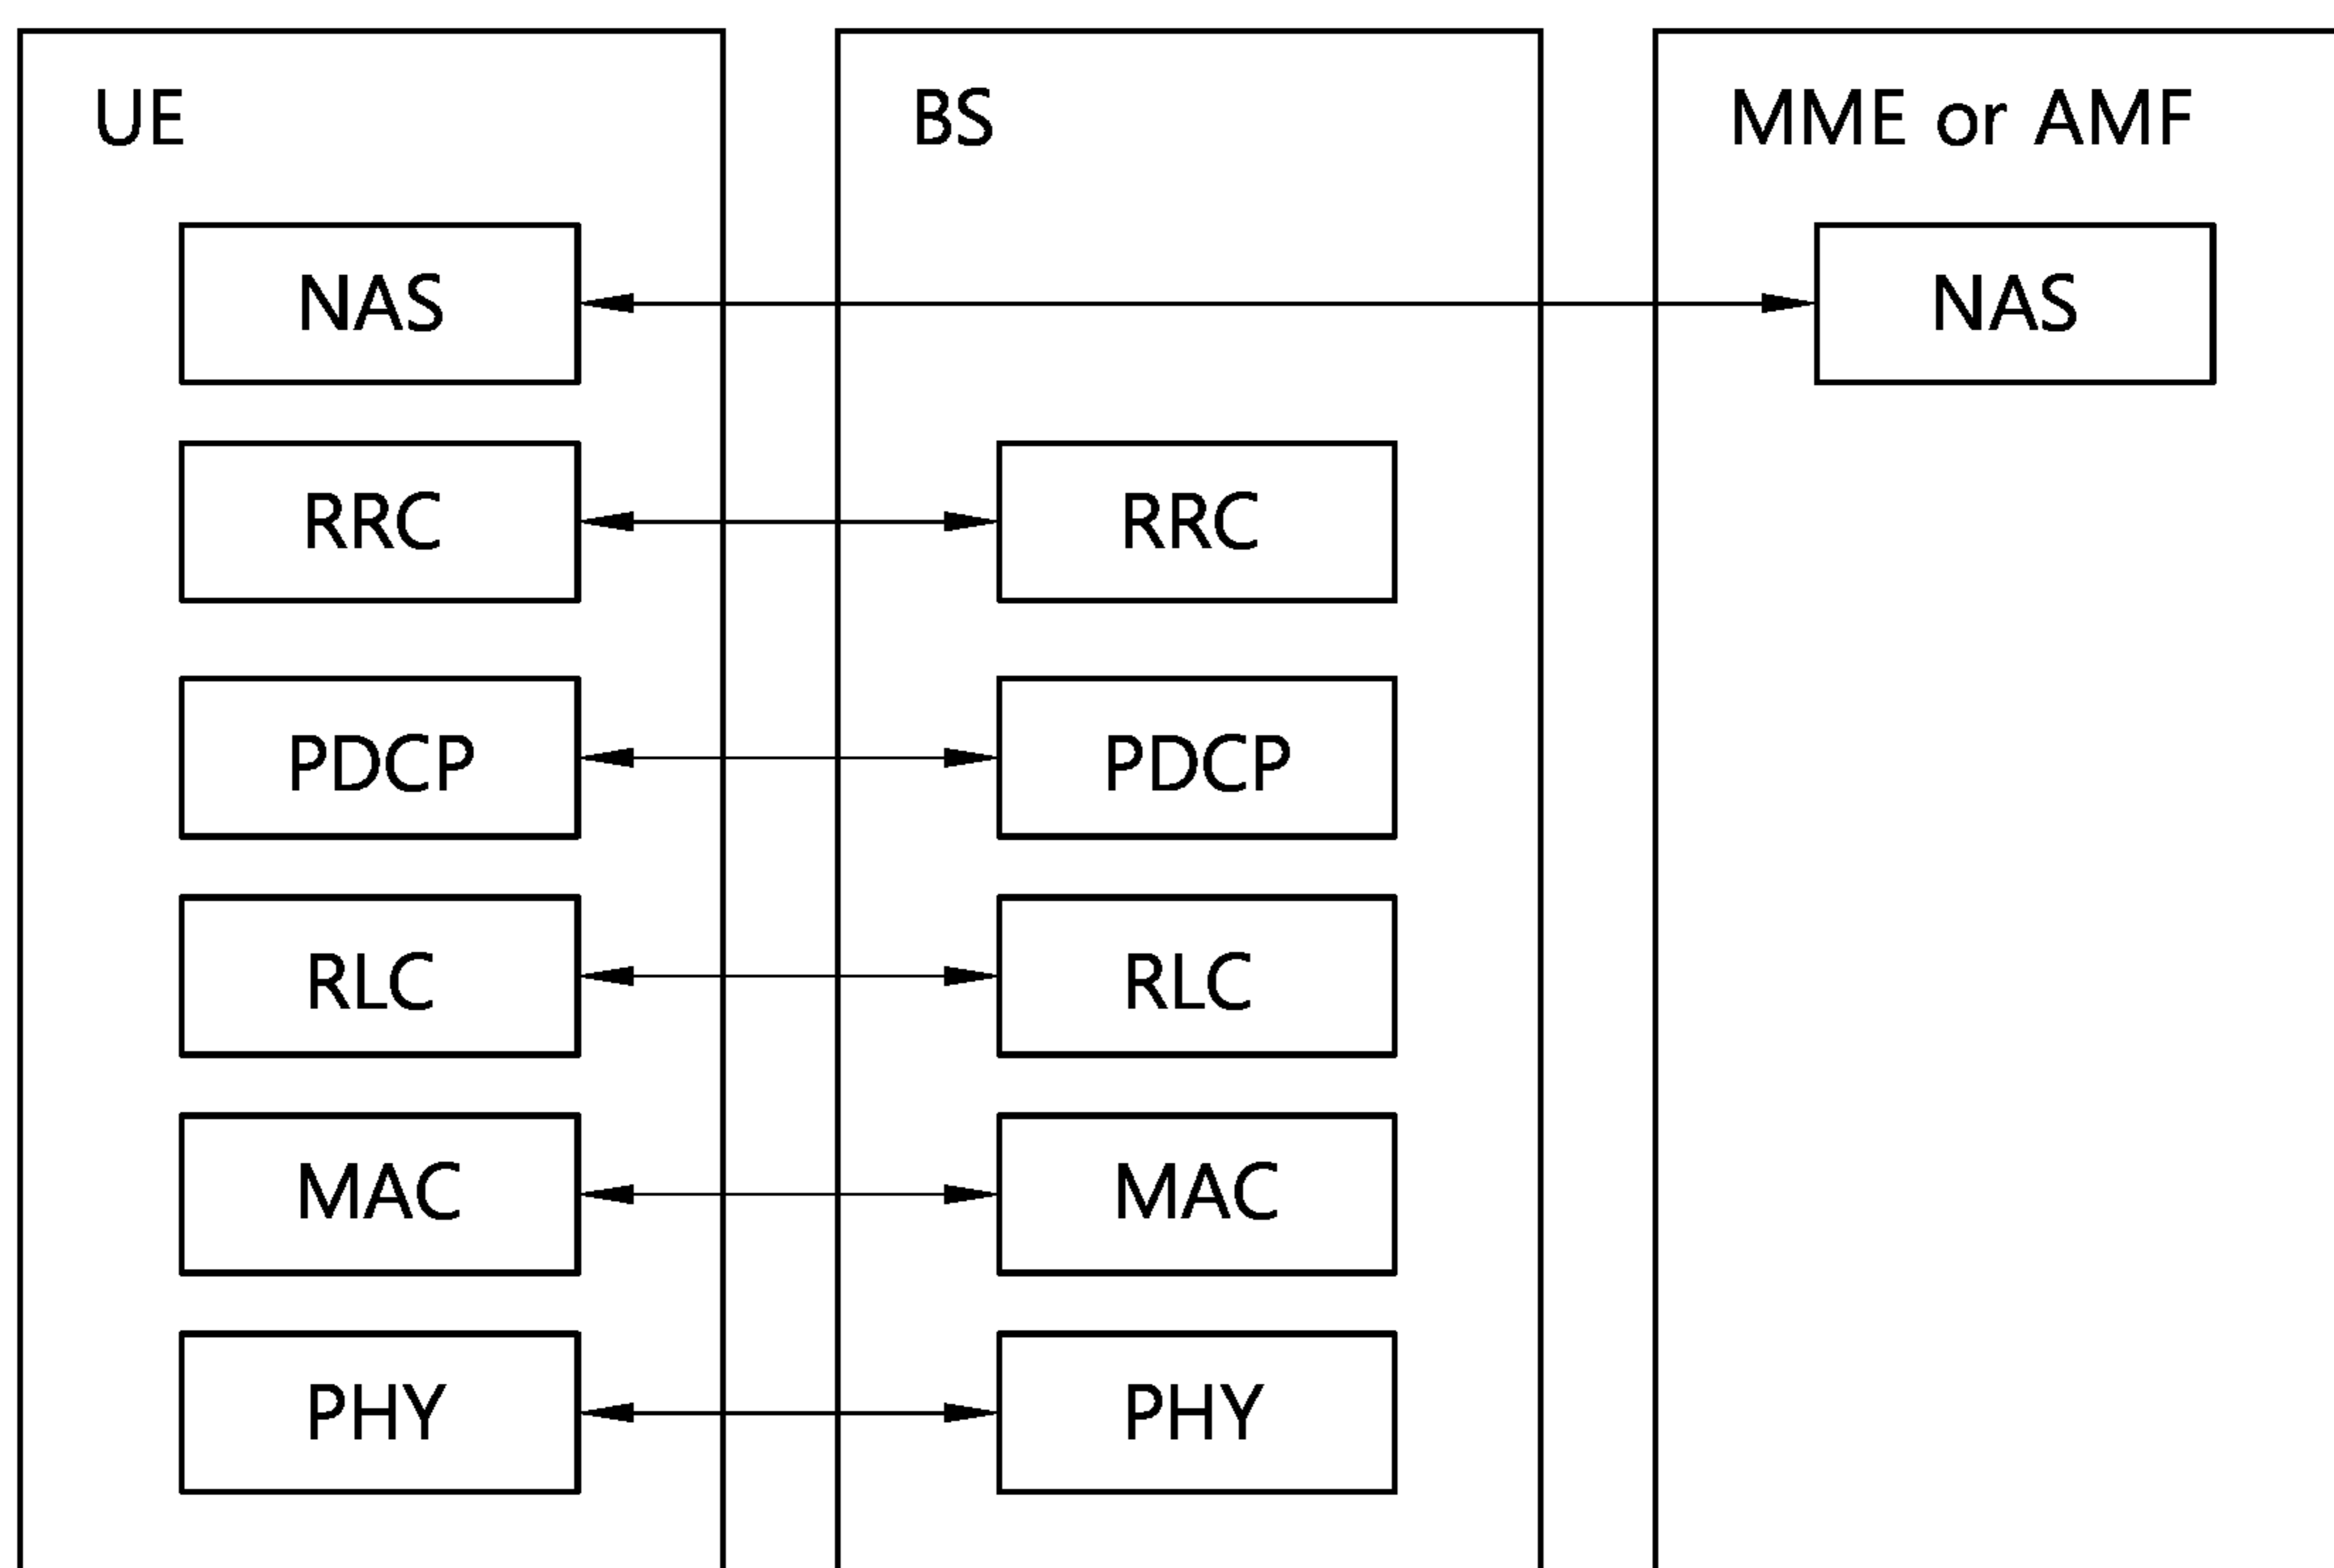 UE
BS
MME or AMF
NAS
NAS
RRC
RRC
PDCP
PDCP
RLC
RLC
MAC
MAC
PHY
PHY